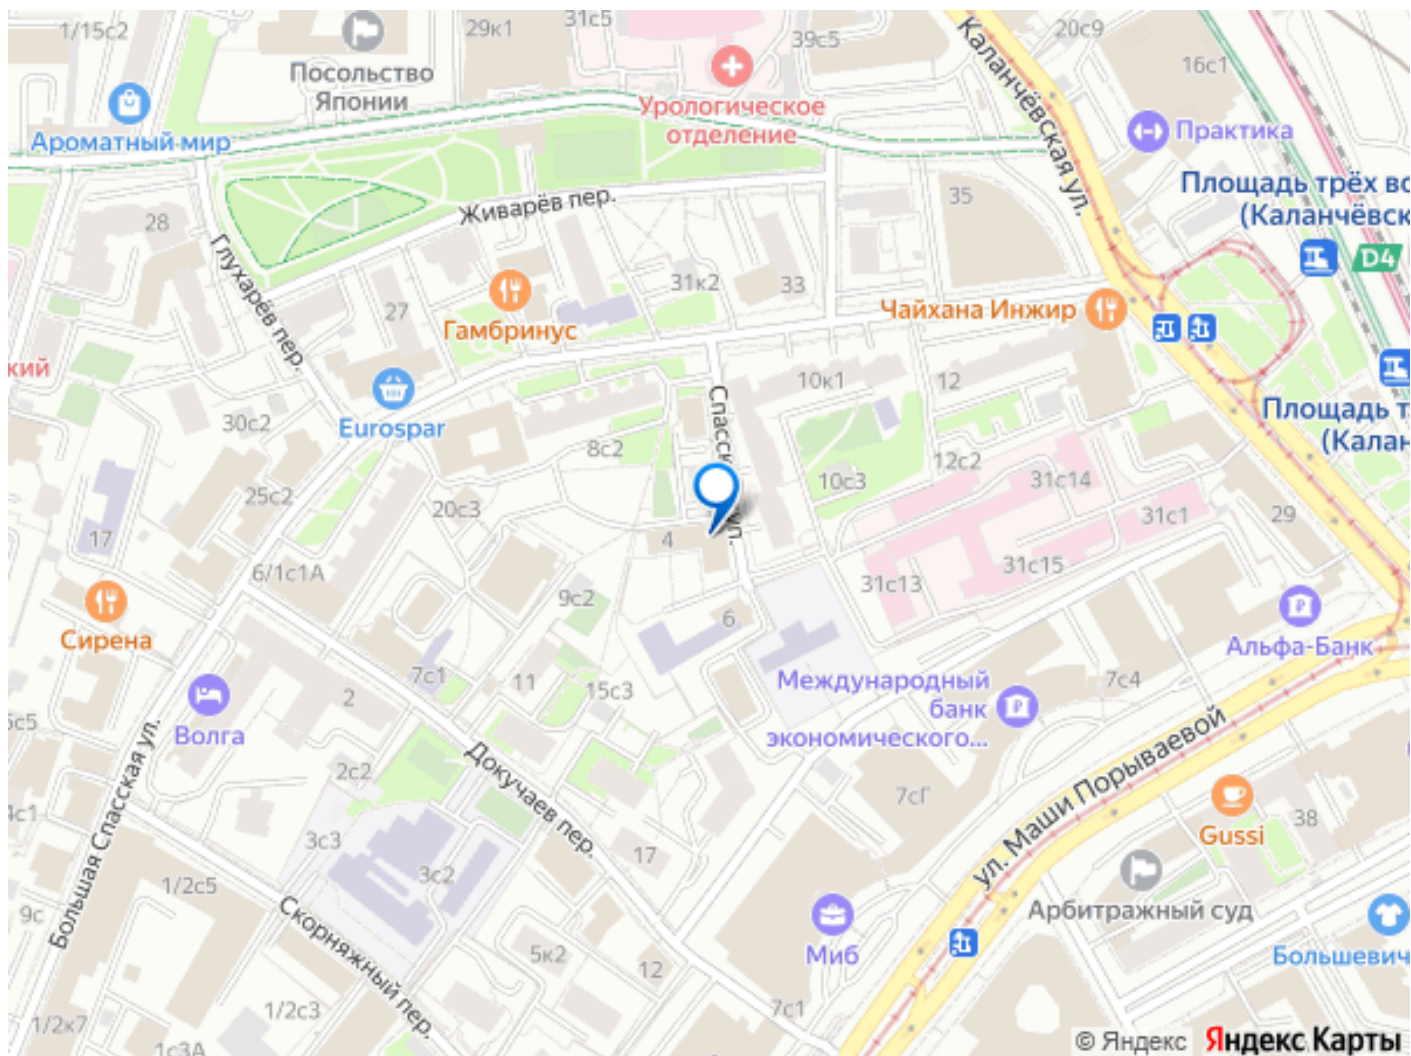 1/15с2
29к1
31с5
39с5
20с9
16с1
Посольство
Японии
Ароматный мир
Урологическое
отделение
Каланчёвская ул.
Практика
Площадь трёх во
(Каланчёвск
D4
28
Живарёв пер.
35
Глухарёв пер.
27
31к2
33
Гамбринус
Чайхана Инжир
кий
Eurospar
30с2
10к1
12
Площадь т
(Калан
8с2
Спасск
ул.
12с2
10с3
31с14
31с1
29
25с2
20с3
17
4
6/1с1А
31с15
31с13
9с2
6
Сирена
Альфа-Банк
7с1
11
15с3
2
Международный
банк
экономического...
7с4
Волга
2с2
Докучаев пер.
7сГ
ул. Маши Порываевой
Gussi
38
3с3
17
3с2
1/2с5
Большая Спасская ул.
9с
Скорняжный пер.
Арбитражный суд
Миб
Большевич
5к2
12
7с1
1/2с3
1/2к7
1с3А
© Яндекс
Яндекс Карты